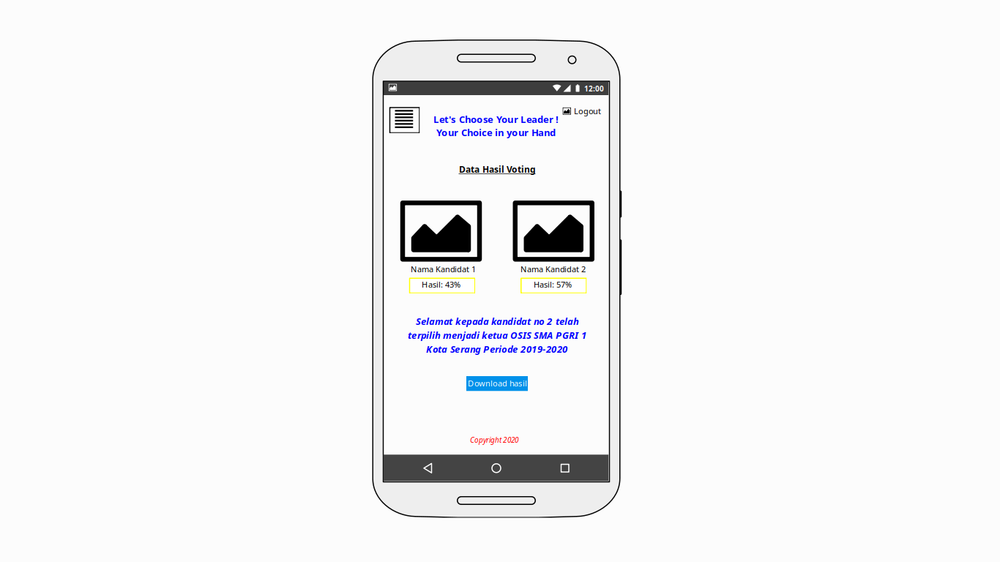 12:00
Logout
Let's Choose Your Leader !
Your Choice in your Hand
Data Hasil Voting
Nama Kandidat 1
Nama Kandidat 2
Hasil: 43%
Hasil: 57%
Selamat kepada kandidat no 2 telah
terpilih menjadi ketua OSIS SMA PGRI 1
Kota Serang Periode 2019-2020
Download hasil
Copyright 2020